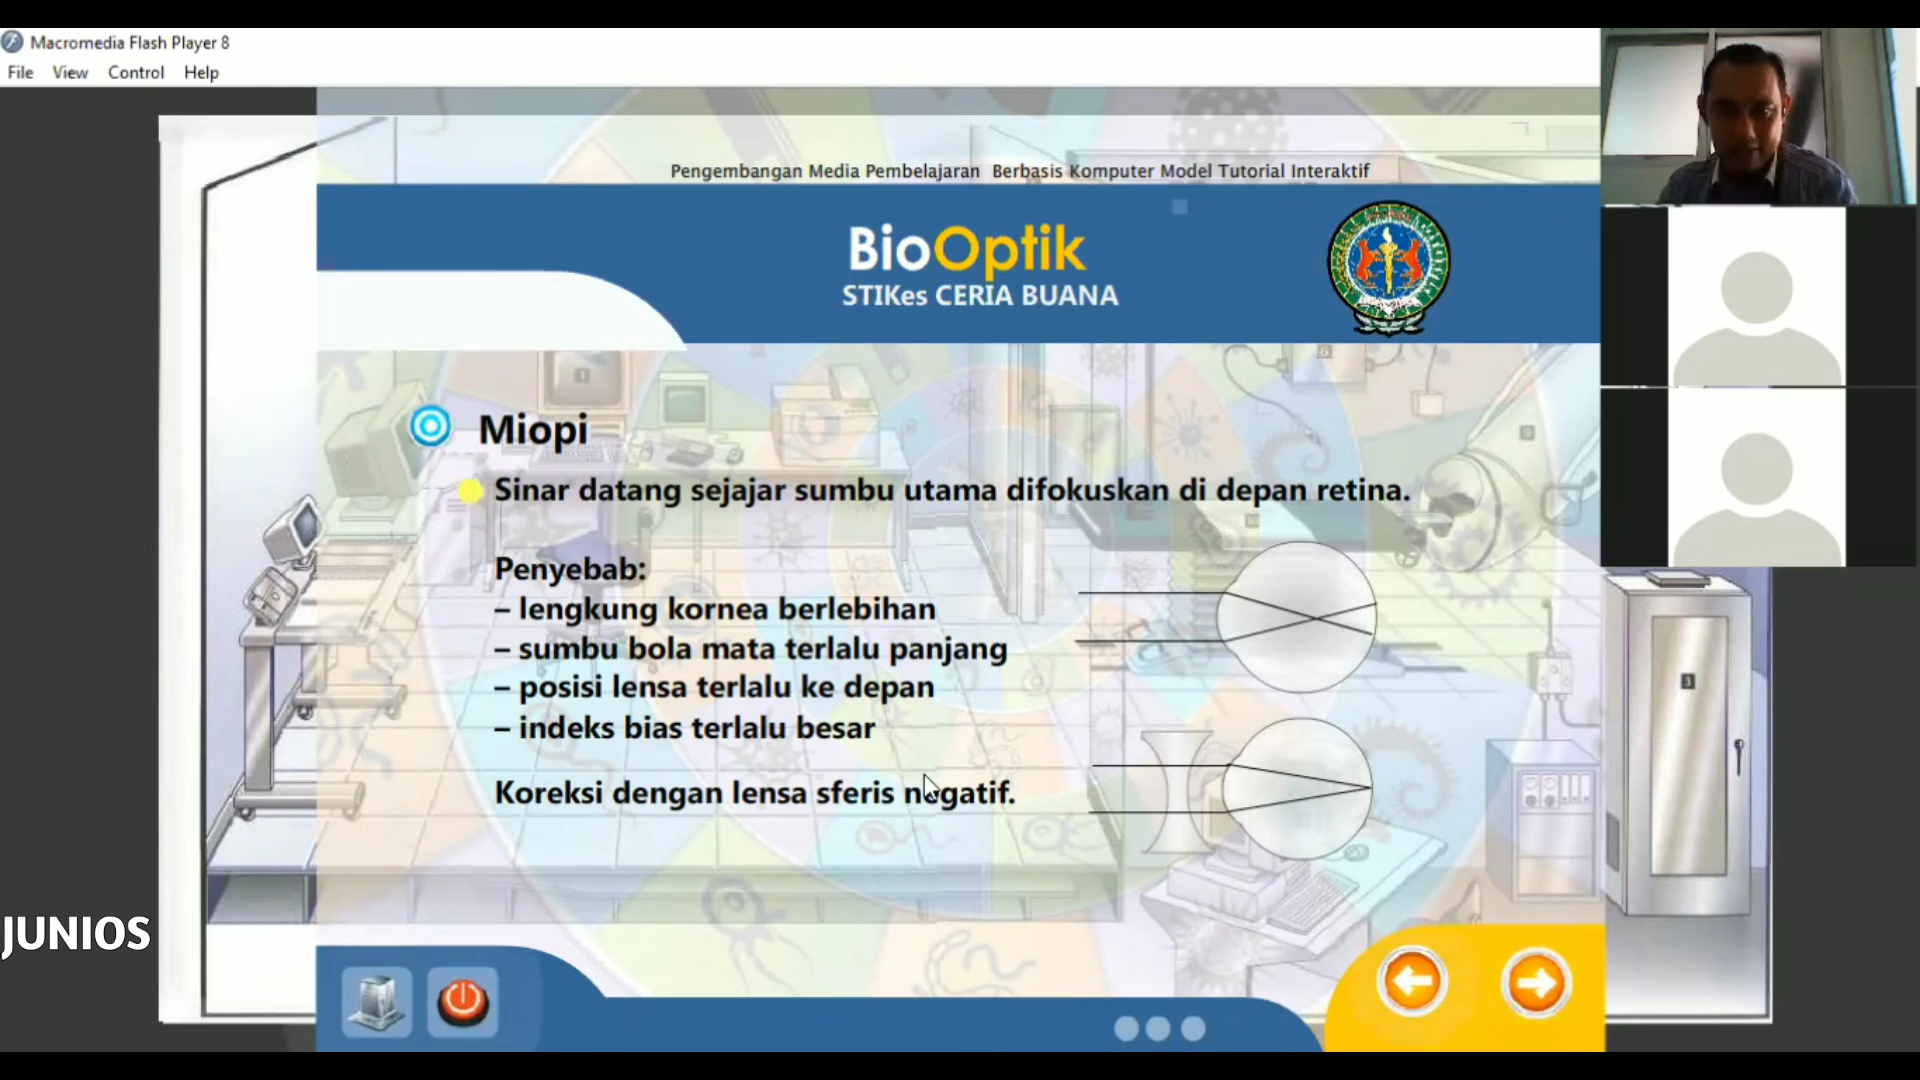 Macromedia Flash Player 8
File View Control Help
Pengembangan Media Pembelajaran Berbasis Komputer Model Tutorial Interaktif
BioOptik
STIKes CERIA BUANA
Miopi
Sinar datang sejajar sumbu utama difokuskan di depan retina.
Penyebab:
– lengkung kornea berlebihan
– sumbu bola mata terlalu panjang
– posisi lensa terlalu ke depan
– indeks bias terlalu besar
Koreksi dengan lensa sferis negatif.
JUNIOS